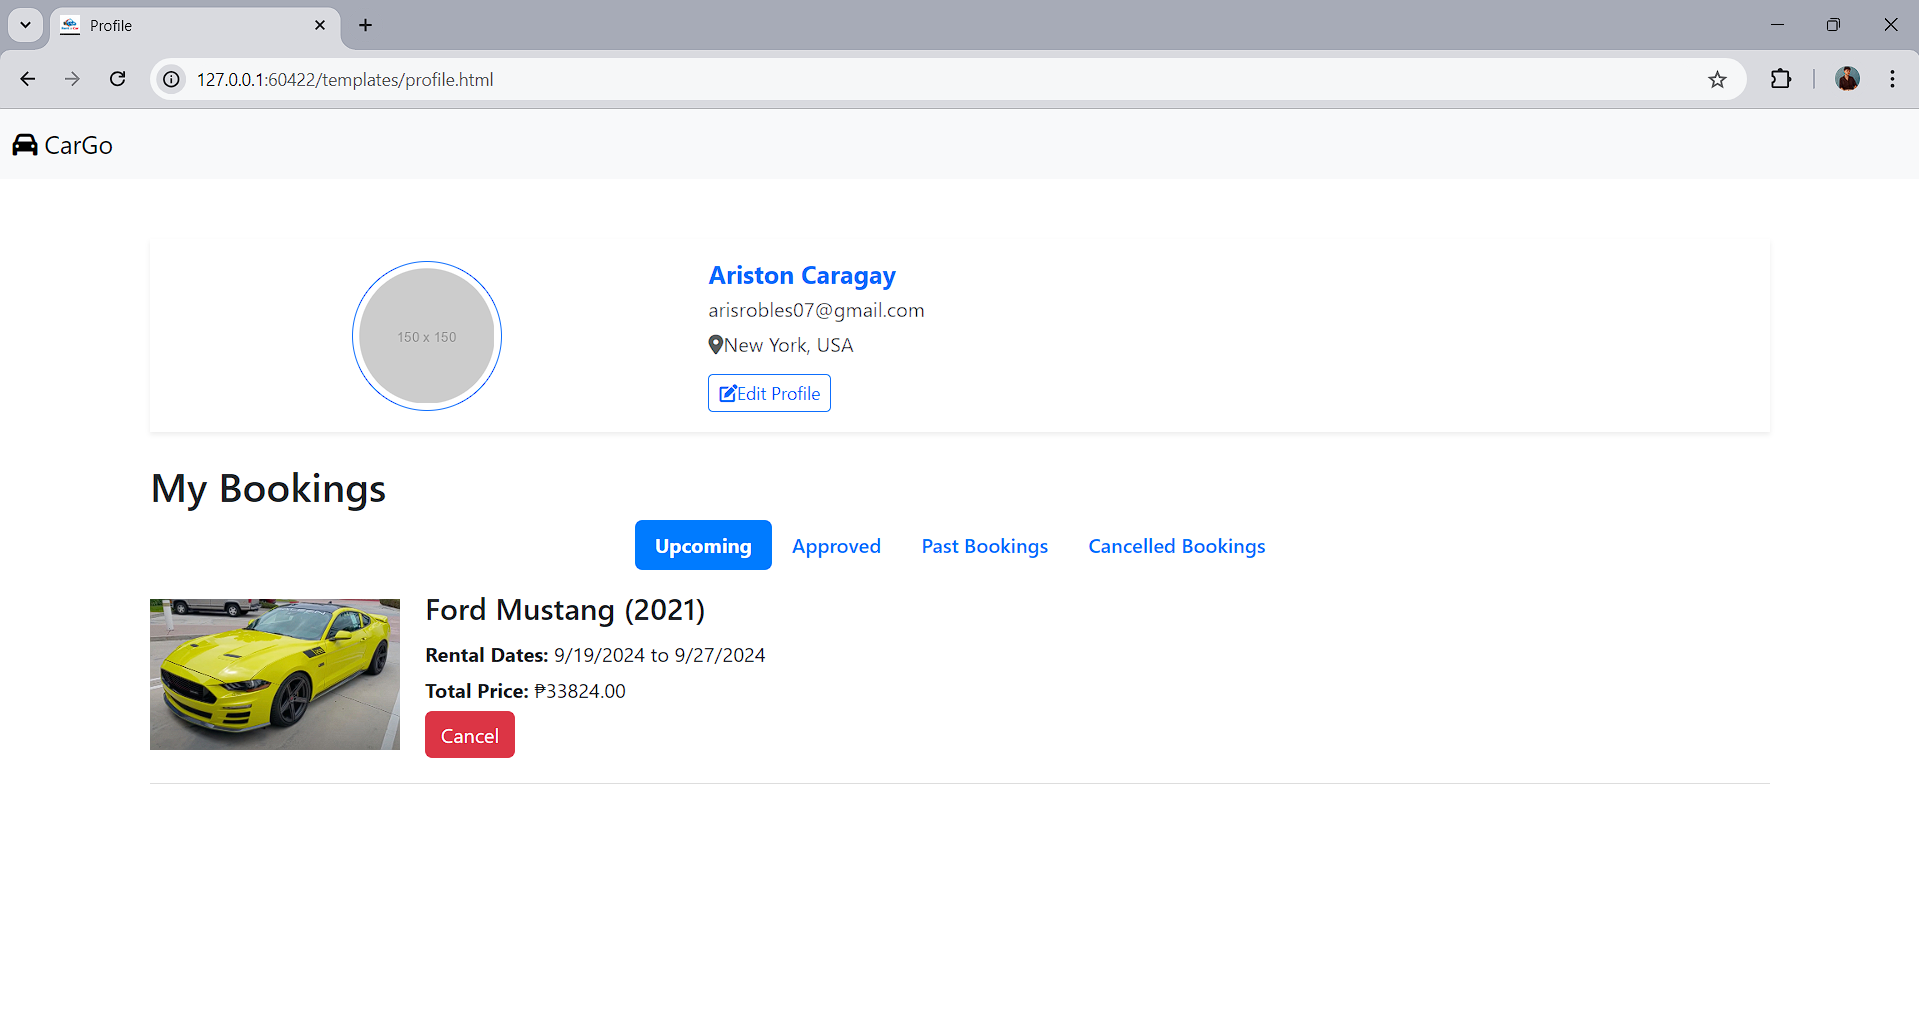 Profile
127.0.0.1:60422/templates/profile.html
CarGo
150 x 150
Ariston Caragay
arisrobles07@gmail.com
New York, USA
Edit Profile
My Bookings
Upcoming Approved Past Bookings Cancelled Bookings
Ford Mustang (2021)
Rental Dates: 9/19/2024 to 9/27/2024
Total Price: ₱33824.00
Cancel